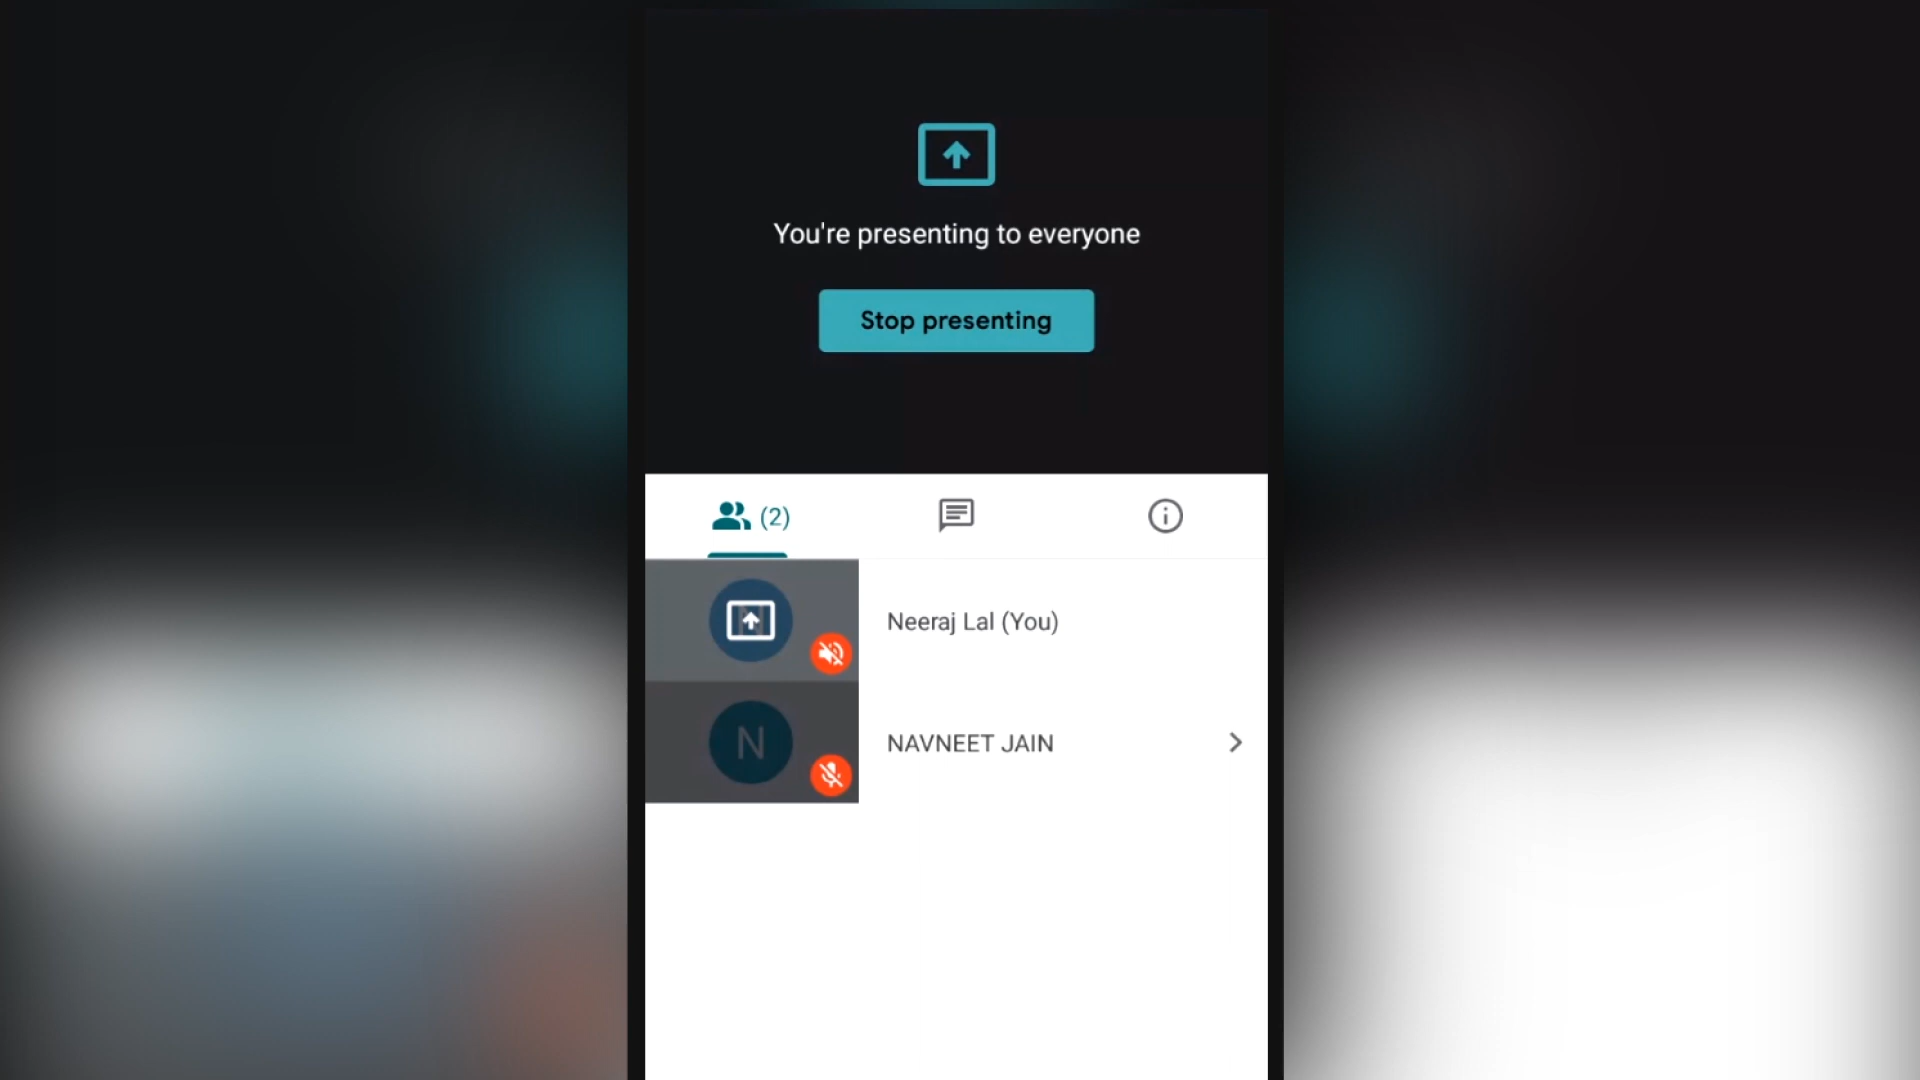 You're presenting to everyone
Stop presenting
(2)
Neeraj Lal (You)
N
NAVNEET JAIN